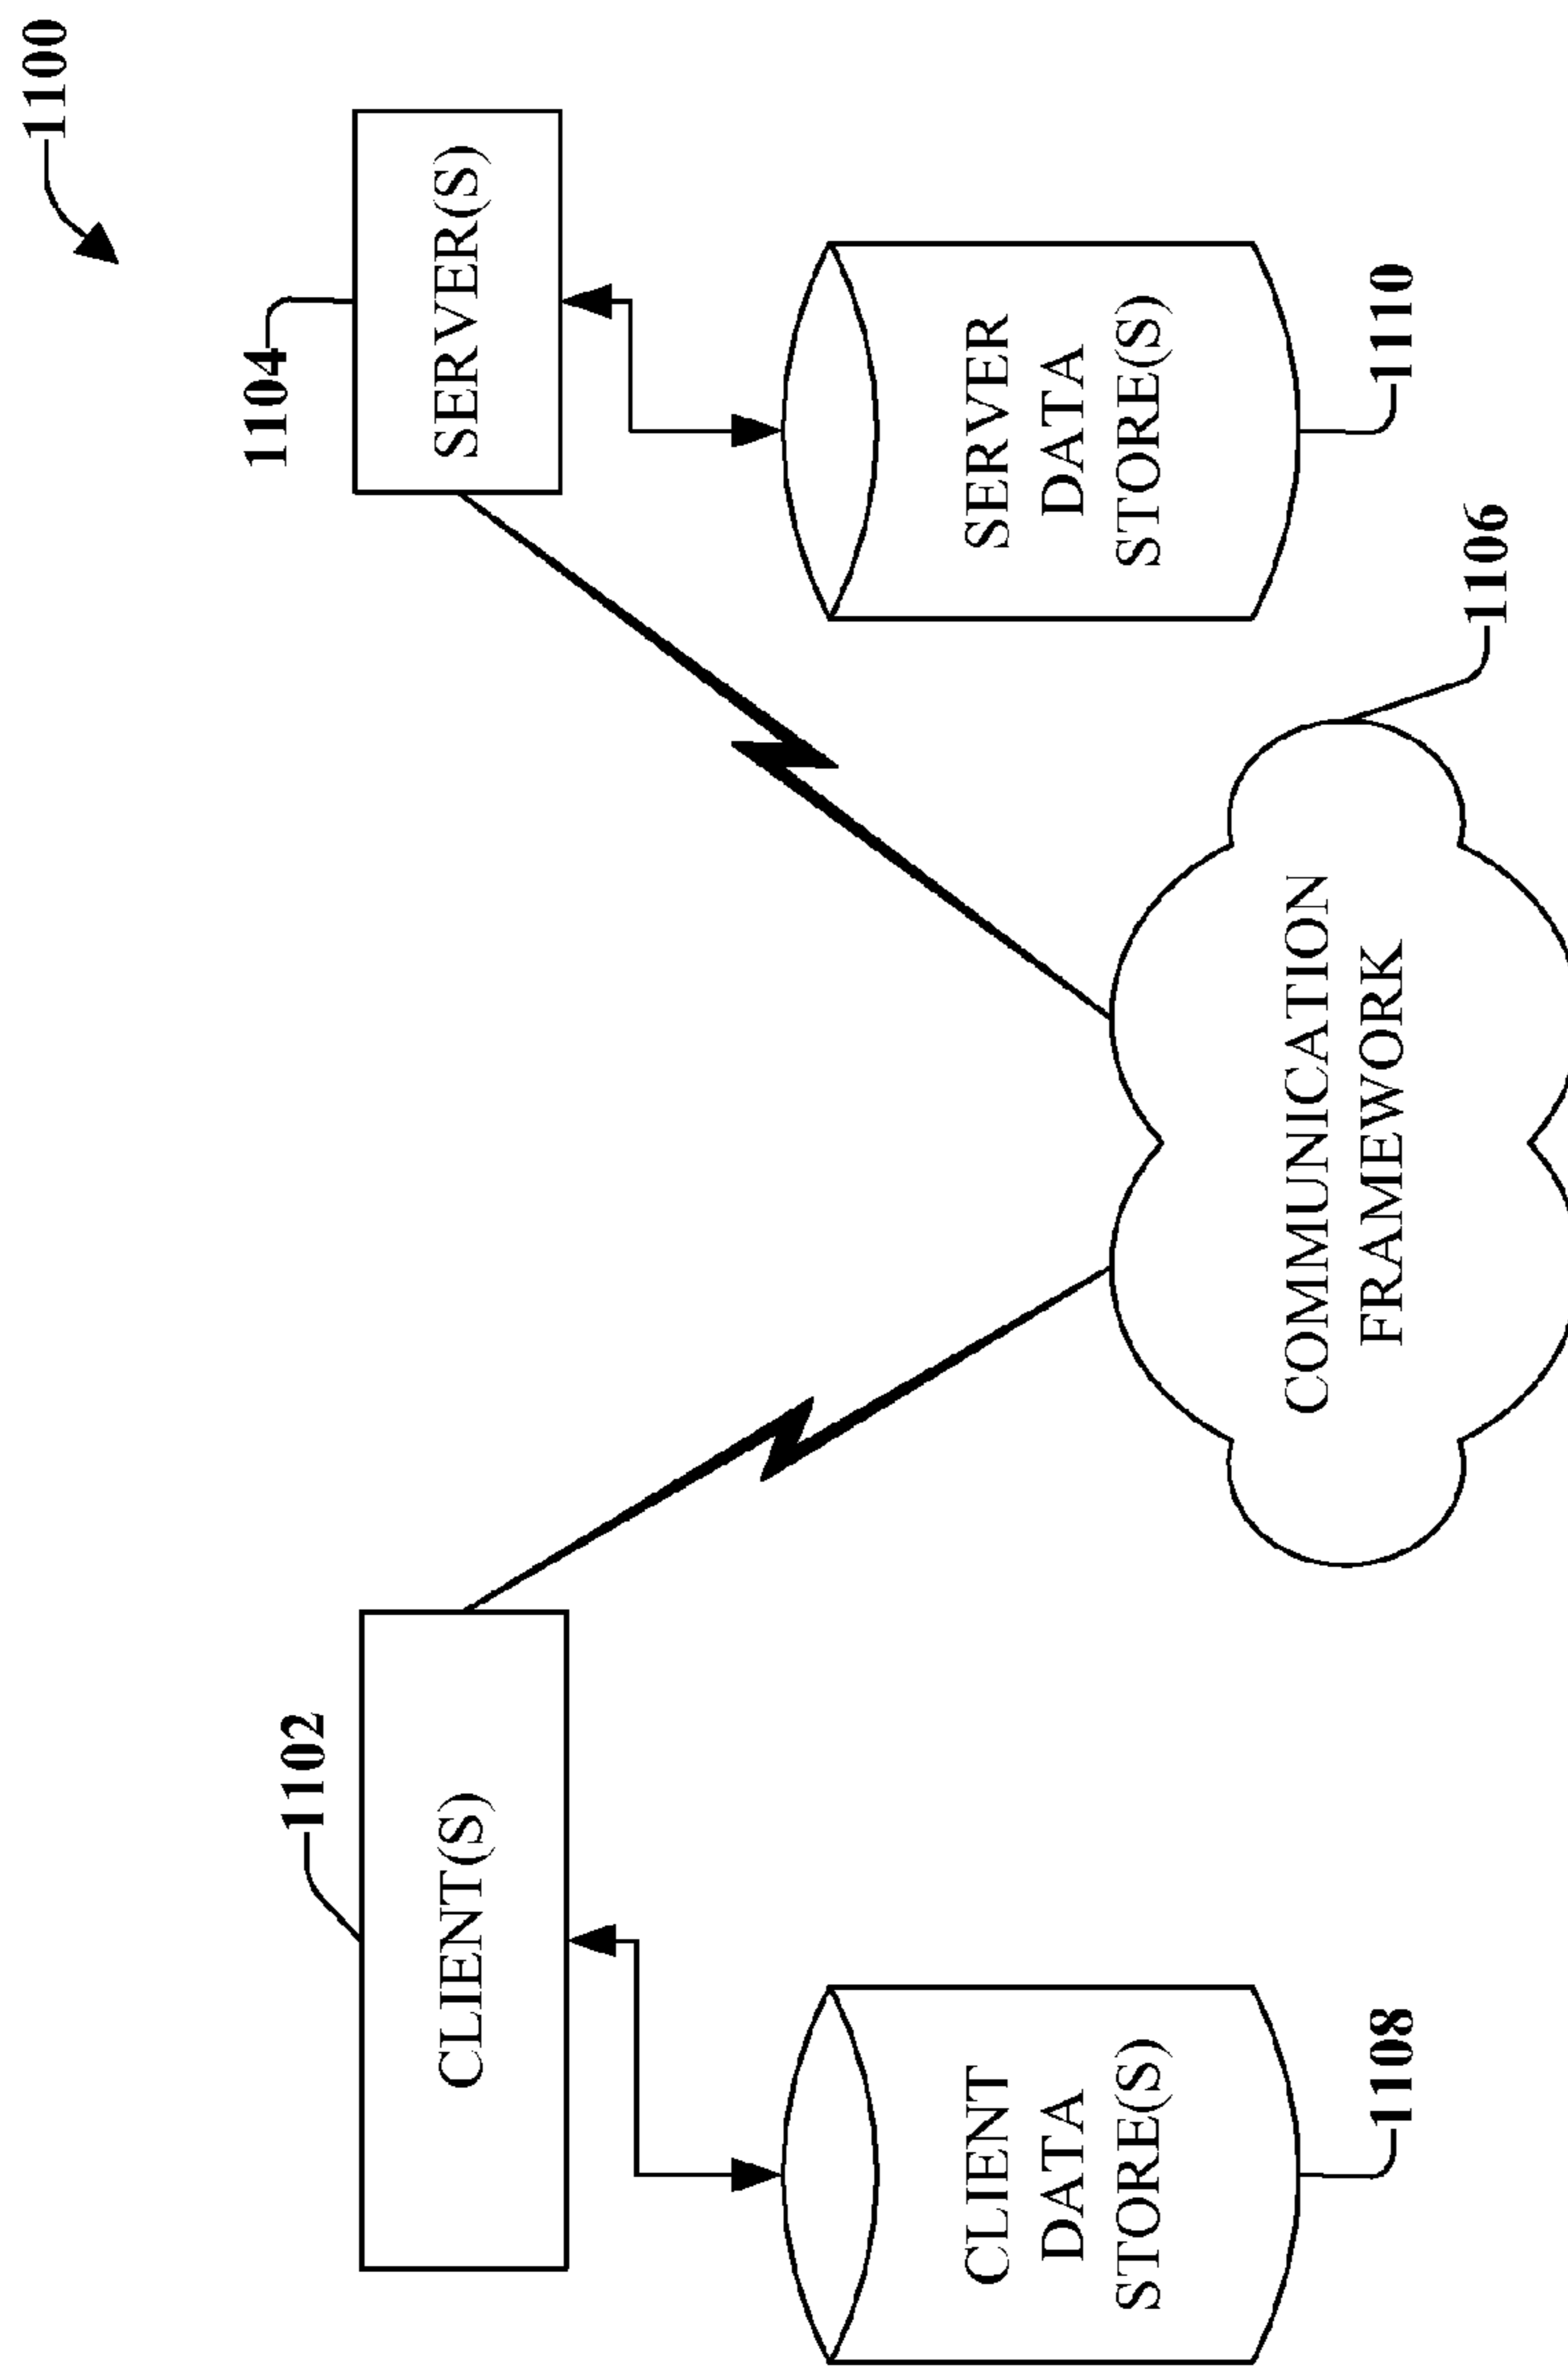 1100
1102
CLIENT(S)
1104
SERVER(S)
CLIENT
DATA
STORE(S)
1108
SERVER
DATA
STORE(S)
1110
COMMUNICATION
FRAMEWORK
1106